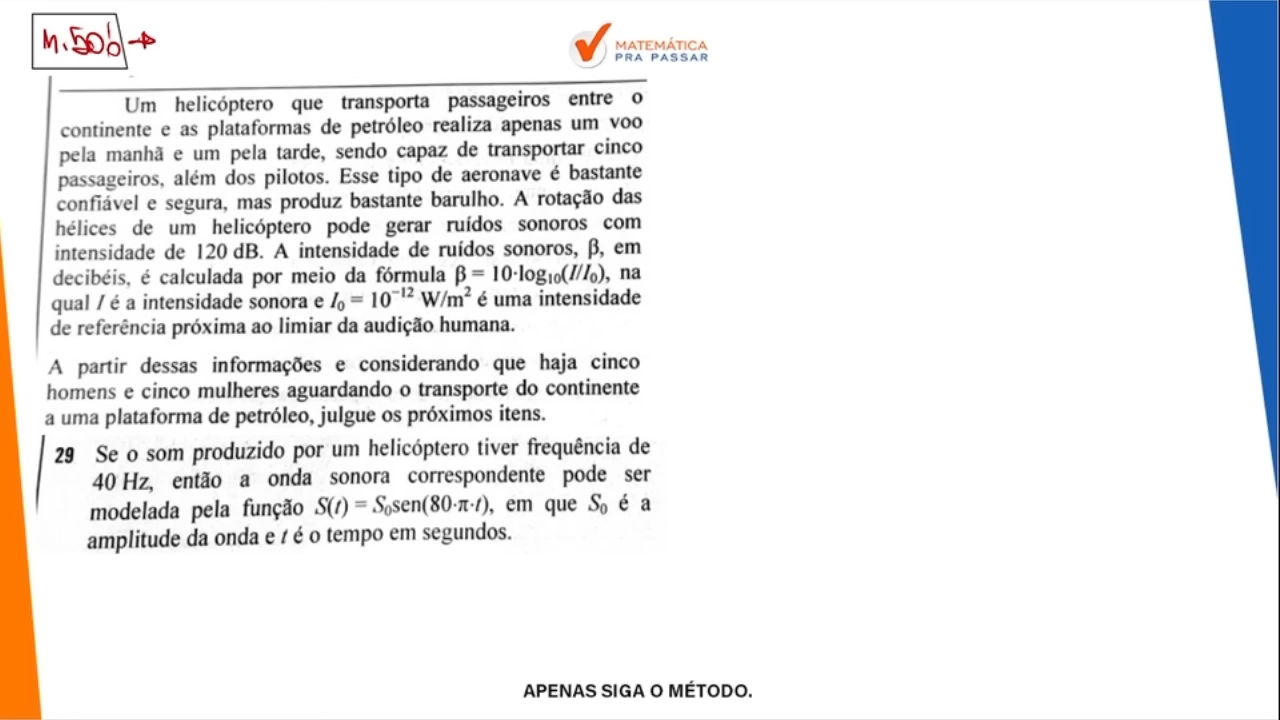 M.50b →
MATEMÁTICA
PRA PASSAR
Um helicóptero que transporta passageiros entre o
continente e as plataformas de petróleo realiza apenas um voo
pela manhã e um pela tarde, sendo capaz de transportar cinco
passageiros, além dos pilotos. Esse tipo de aeronave é bastante
confiável e segura, mas produz bastante barulho. A rotação das
hélices de um helicóptero pode gerar ruídos sonoros com
intensidade de 120 dB. A intensidade de ruídos sonoros, β, em
decibéis, é calculada por meio da fórmula β = 10·log₁₀(I/I₀), na
qual I é a intensidade sonora e I₀ = 10⁻¹² W/m² é uma intensidade
de referência próxima ao limiar da audição humana.
A partir dessas informações e considerando que haja cinco
homens e cinco mulheres aguardando o transporte do continente
a uma plataforma de petróleo, julgue os próximos itens.
29 Se o som produzido por um helicóptero tiver frequência de
40 Hz, então a onda sonora correspondente pode ser
modelada pela função S(t) = S₀sen(80·π·t), em que S₀ é a
amplitude da onda e t é o tempo em segundos.
APENAS SIGA O MÉTODO.